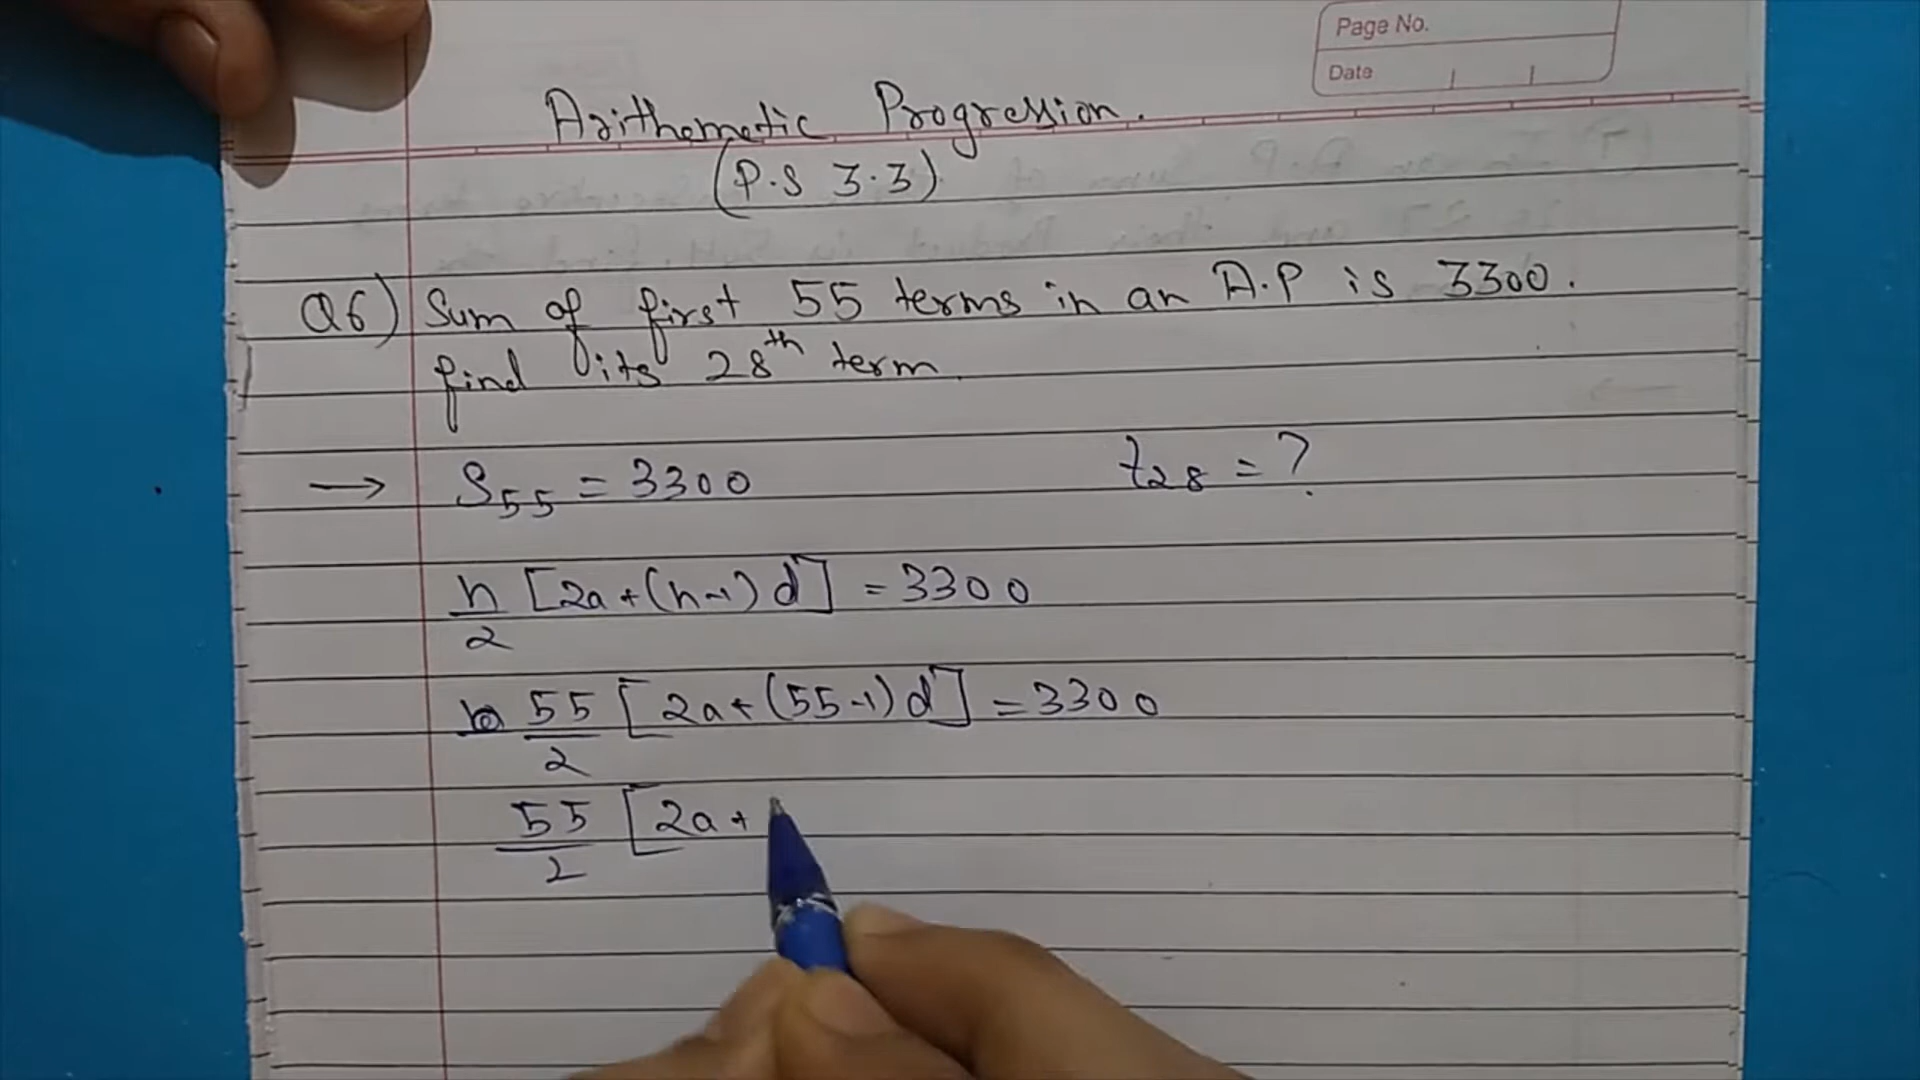 Page No.
Date
Arithemetic Progression.
(P.S 3.3)
Q6) Sum of first 55 terms in an A.P is 3300.
find its 28th term.
→ S55 = 3300 t28 = ?
n/2 [2a+(n-1)d] = 3300
55/2 [2a+(55-1)d] = 3300
55/2 [2a+